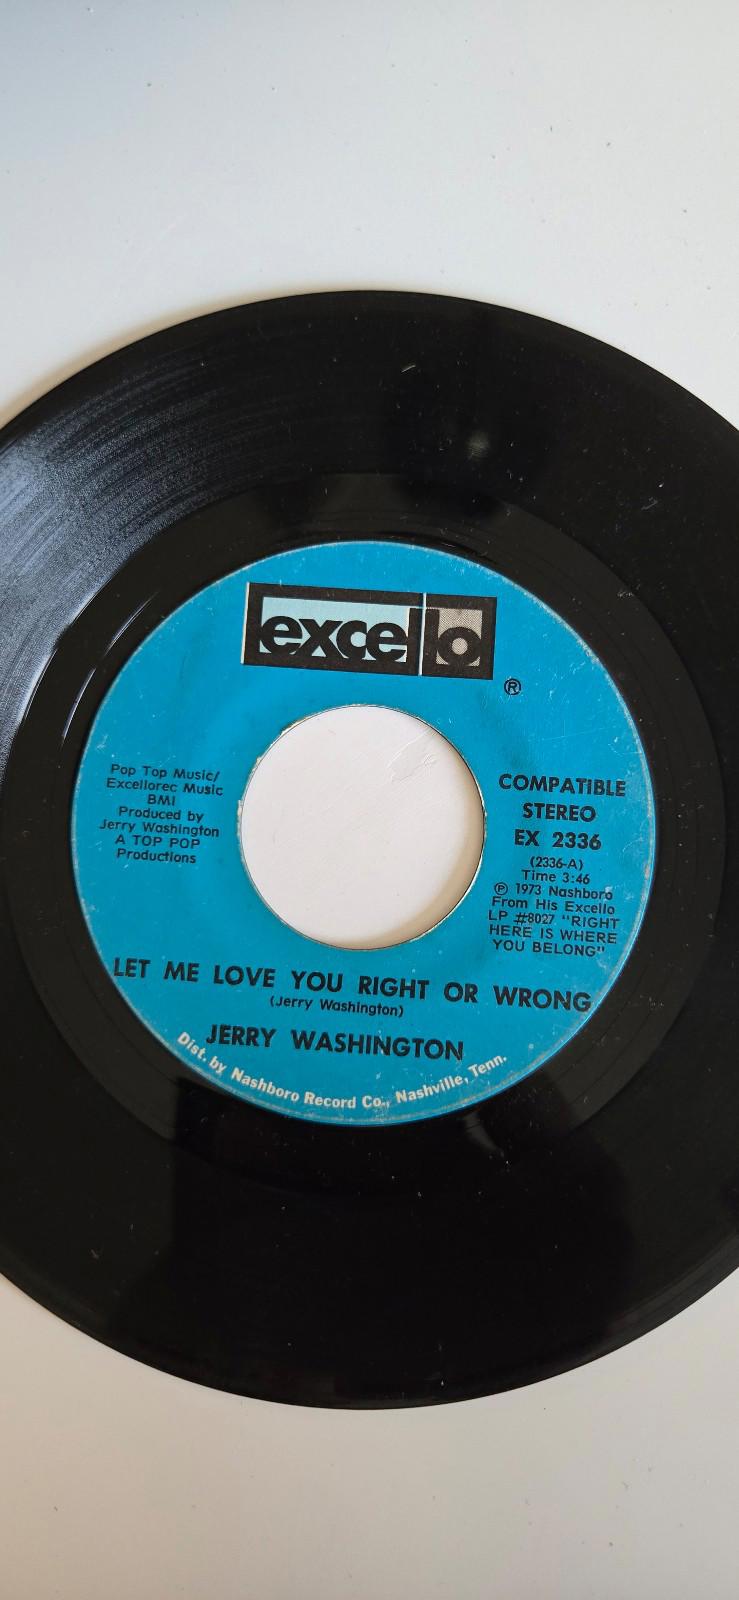 excello
®
Pop Top Music/
Excellorec Music
BMI
Produced by
Jerry Washington
A TOP POP
Productions
COMPATIBLE
STEREO
EX 2336
(2336-A)
Time 3:46
℗ 1973 Nashboro
From His Excello
LP #8027 "RIGHT
HERE IS WHERE
YOU BELONG"
LET ME LOVE YOU RIGHT OR WRONG
(Jerry Washington)
JERRY WASHINGTON
Dist. by Nashboro Record Co., Nashville, Tenn.